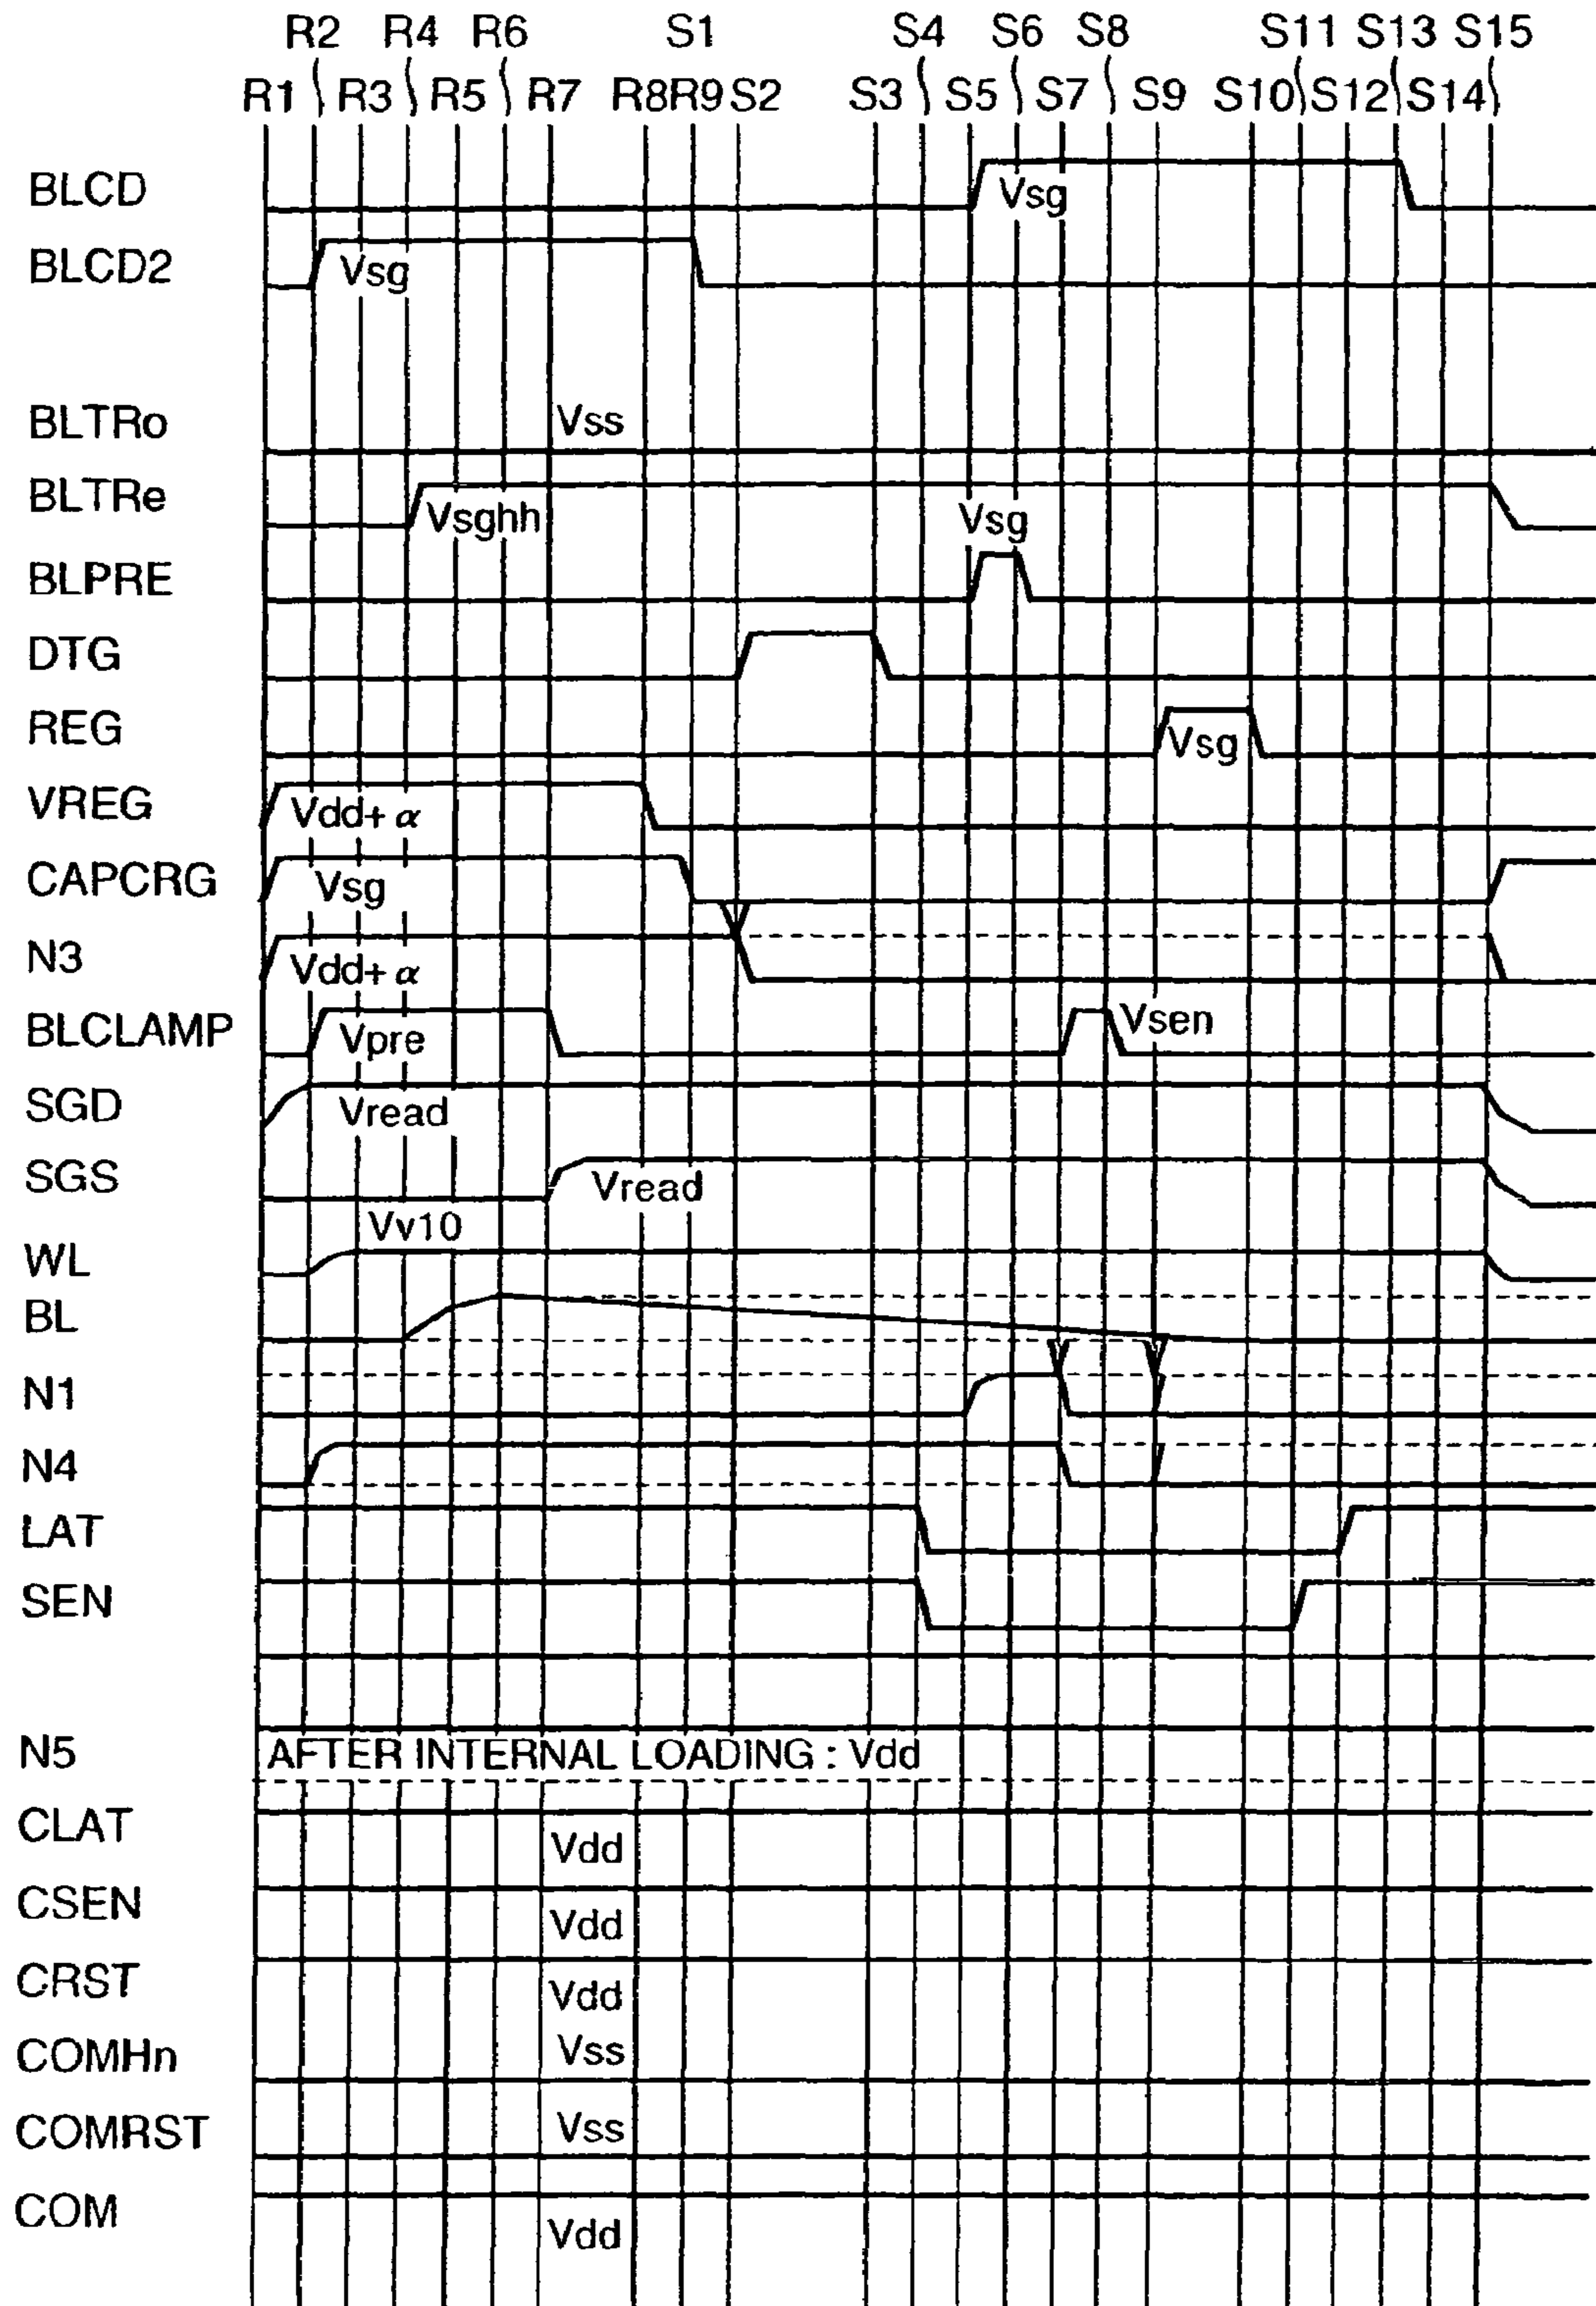 R2 R4 R6 S1 S4 S6 S8 S11 S13 S15
R1 R3 R5 R7 R8 R9 S2 S3 S5 S7 S9 S10 S12 S14
BLCD Vsg
BLCD2 Vsg
BLTRo Vss
BLTRe Vsghh
Vsg
BLPRE
DTG
REG Vsg
VREG Vdd+α
CAPCRG Vsg
N3 Vdd+α
BLCLAMP Vpre Vsen
SGD Vread
SGS Vread
Vv10
WL
BL
N1
N4
LAT
SEN
N5 AFTER INTERNAL LOADING : Vdd
CLAT Vdd
CSEN Vdd
CRST Vdd
COMHn Vss
COMRST Vss
COM Vdd